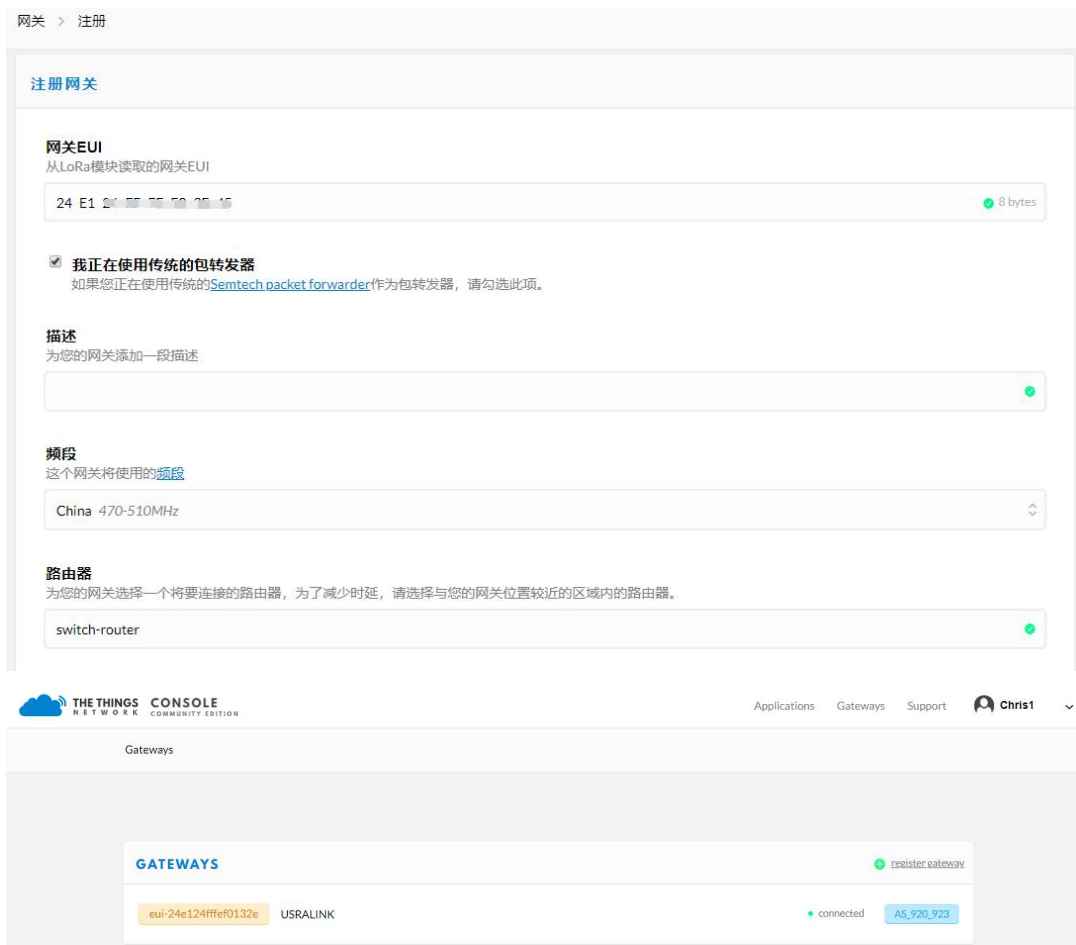 网关 > 注册
注册网关
网关EUI
从LoRa模块读取的网关EUI
24 E1
8 bytes
我正在使用传统的包转发器
如果您正在使用传统的Semtech packet forwarder作为包转发器，请勾选此项。
描述
为您的网关添加一段描述
频段
这个网关将使用的频段
China 470-510MHz
路由器
为您的网关选择一个将要连接的路由器，为了减少时延，请选择与您的网关位置较近的区域内的路由器。
switch-router
THE THINGS CONSOLE
NETWORK COMMUNITY EDITION
Applications Gateways Support Chris1
Gateways
GATEWAYS
register gateway
eui-24e124fffef0132e USRALINK connected AS_920_923